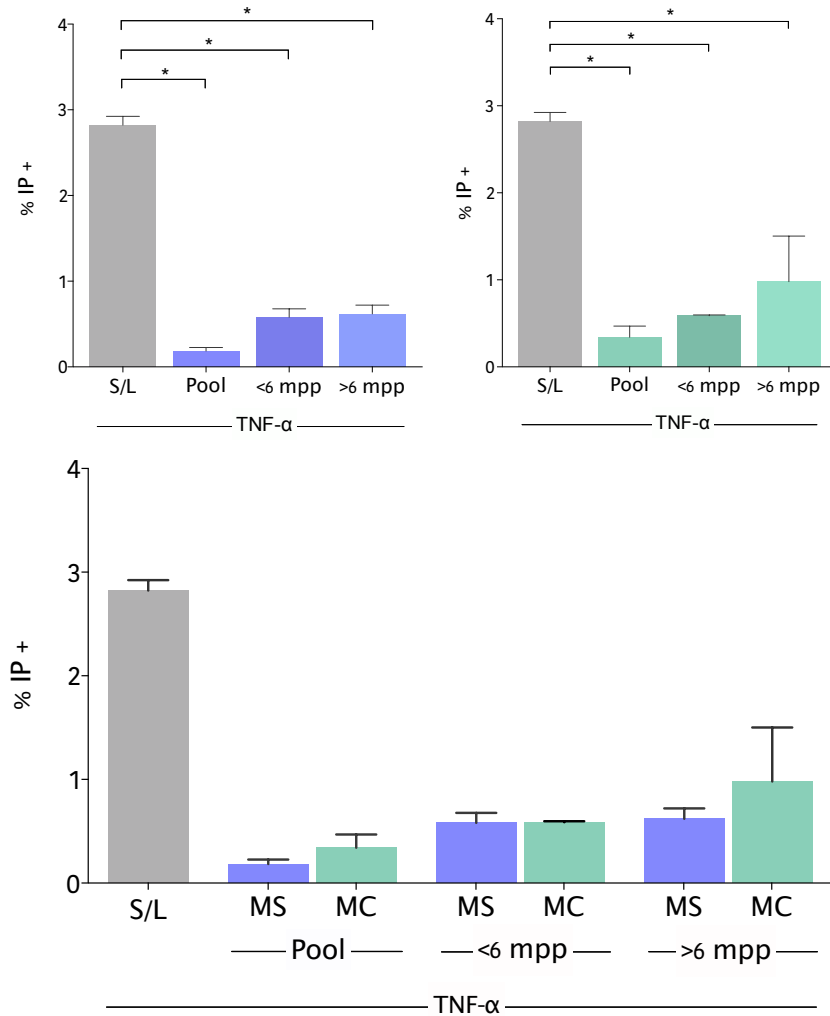 4
3
2
1
0
% IP +
*
*
*
S/L
Pool
<6 mpp
>6 mpp
TNF-α
4
3
2
1
0
% IP +
*
*
*
S/L
Pool
<6 mpp
>6 mpp
TNF-α
4
3
2
1
0
% IP +
S/L
MS
MC
MS
MC
MS
MC
Pool
<6 mpp
>6 mpp
TNF-α